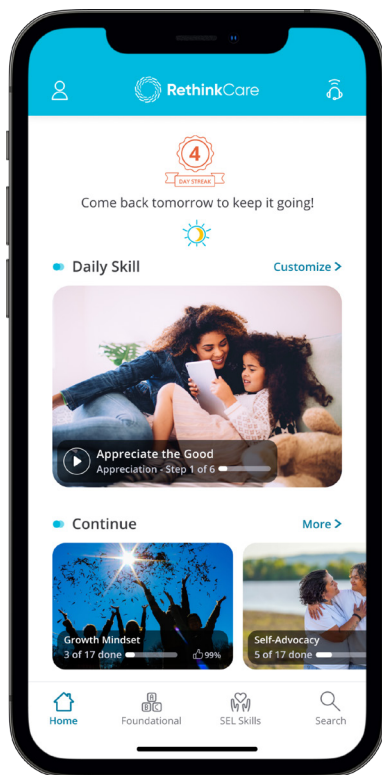 RethinkCare
4
DAY STREAK
Come back tomorrow to keep it going!
Daily Skill
Customize >
Appreciate the Good
Appreciation - Step 1 of 6
Continue
More >
Growth Mindset
3 of 17 done
99%
Self-Advocacy
5 of 17 done
A
B C
Home
Foundational
SEL Skills
Search